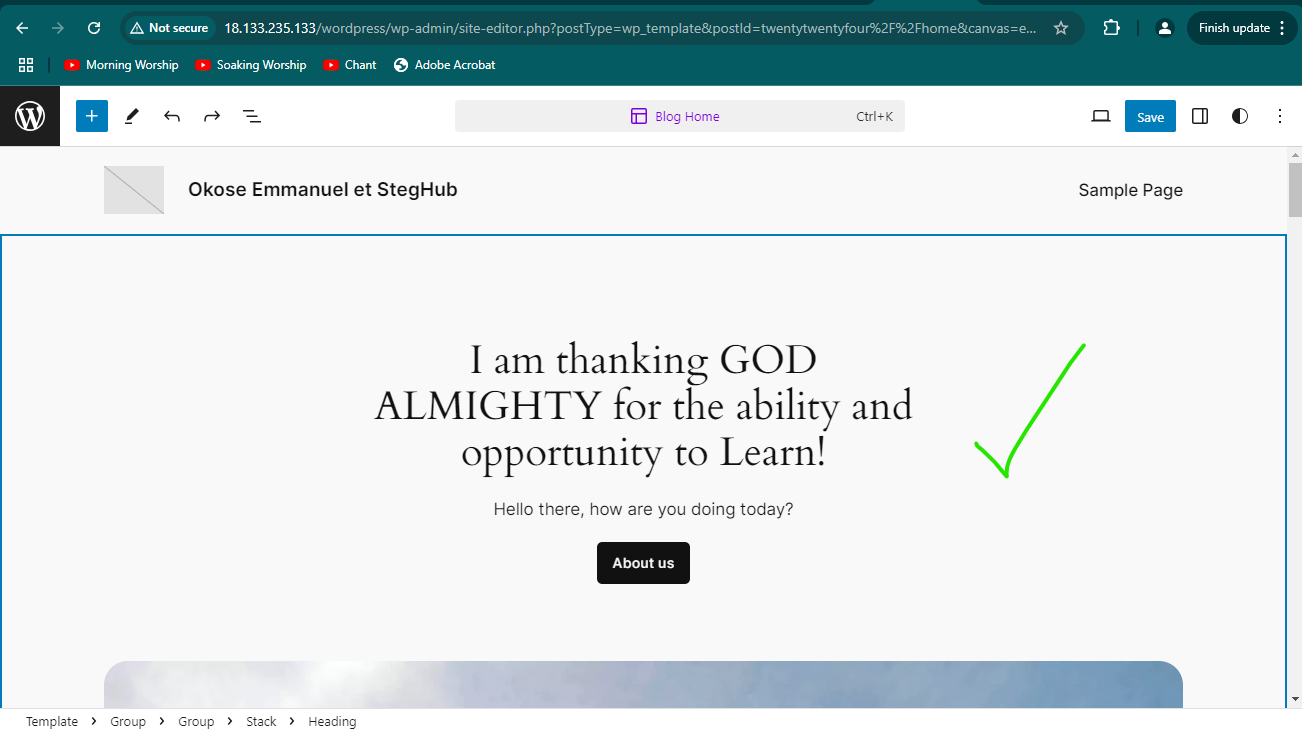 Not secure 18.133.235.133/wordpress/wp-admin/site-editor.php?postType=wp_template&postId=twentytwentyfour%2F%2Fhome&canvas=e... Finish update
Morning Worship Soaking Worship Chant Adobe Acrobat
Blog Home Ctrl+K Save
Okose Emmanuel et StegHub Sample Page
I am thanking GOD
ALMIGHTY for the ability and
opportunity to Learn!
Hello there, how are you doing today?
About us
Template > Group > Group > Stack > Heading